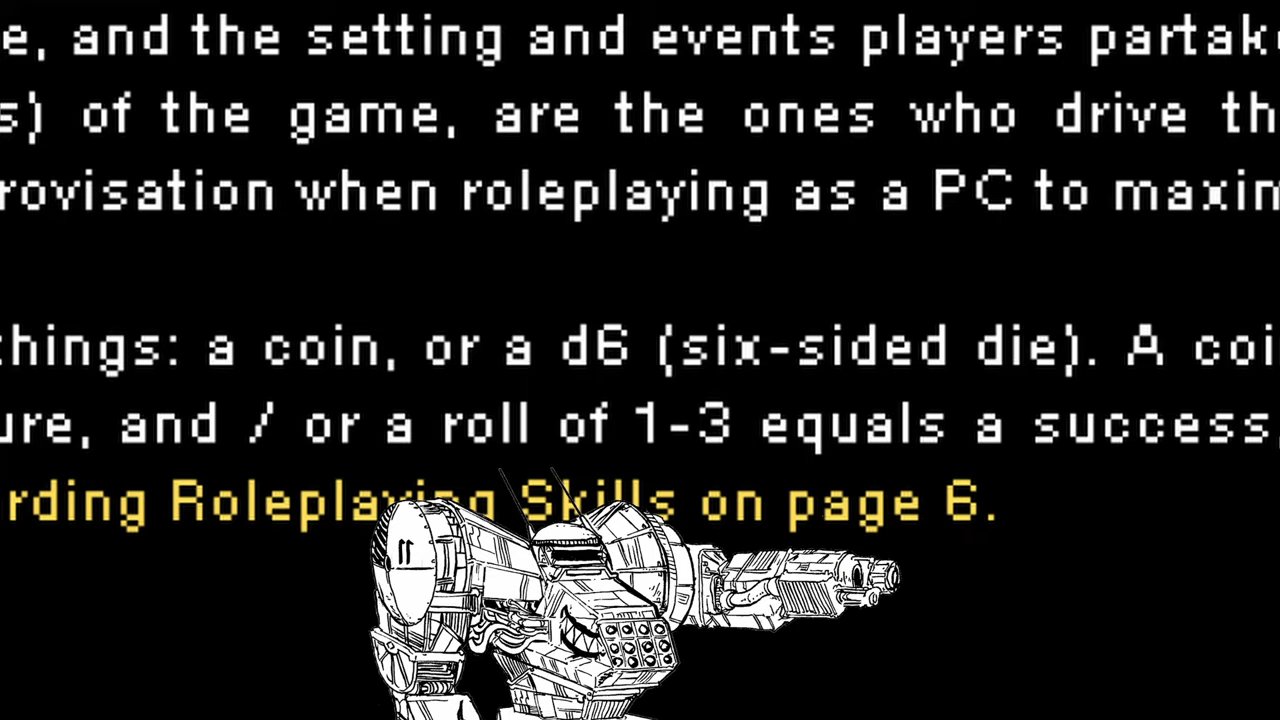 e, and the setting and events players partak
s) of the game, are the ones who drive th
rovisation when roleplaying as a PC to maxim
things: a coin, or a d6 (six-sided die). A coi
ure, and / or a roll of 1-3 equals a success,
rding Roleplaying Skills on page 6.
11